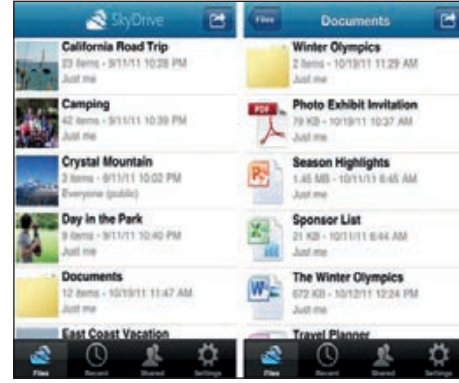 SkyDrive
California Road Trip
23 items - 9/11/11 10:28 PM
Just me
Camping
42 items - 9/11/11 10:39 PM
Just me
Crystal Mountain
3 items - 9/11/11 10:02 PM
Everyone (public)
Day in the Park
9 items - 9/11/11 10:40 PM
Just me
Documents
12 items - 10/19/11 11:47 AM
Just me
East Coast Vacation
Files
Recent
Shared
Settings
Files
Documents
Winter Olympics
2 items - 10/19/11 11:29 AM
Just me
PDF
Photo Exhibit Invitation
79 KB - 10/19/11 10:37 AM
Just me
Season Highlights
1.45 MB - 10/11/11 6:45 AM
Just me
Sponsor List
21 KB - 10/11/11 6:44 AM
Just me
The Winter Olympics
672 KB - 10/12/11 12:24 PM
Just me
Travel Planner
Files
Recent
Shared
Settings